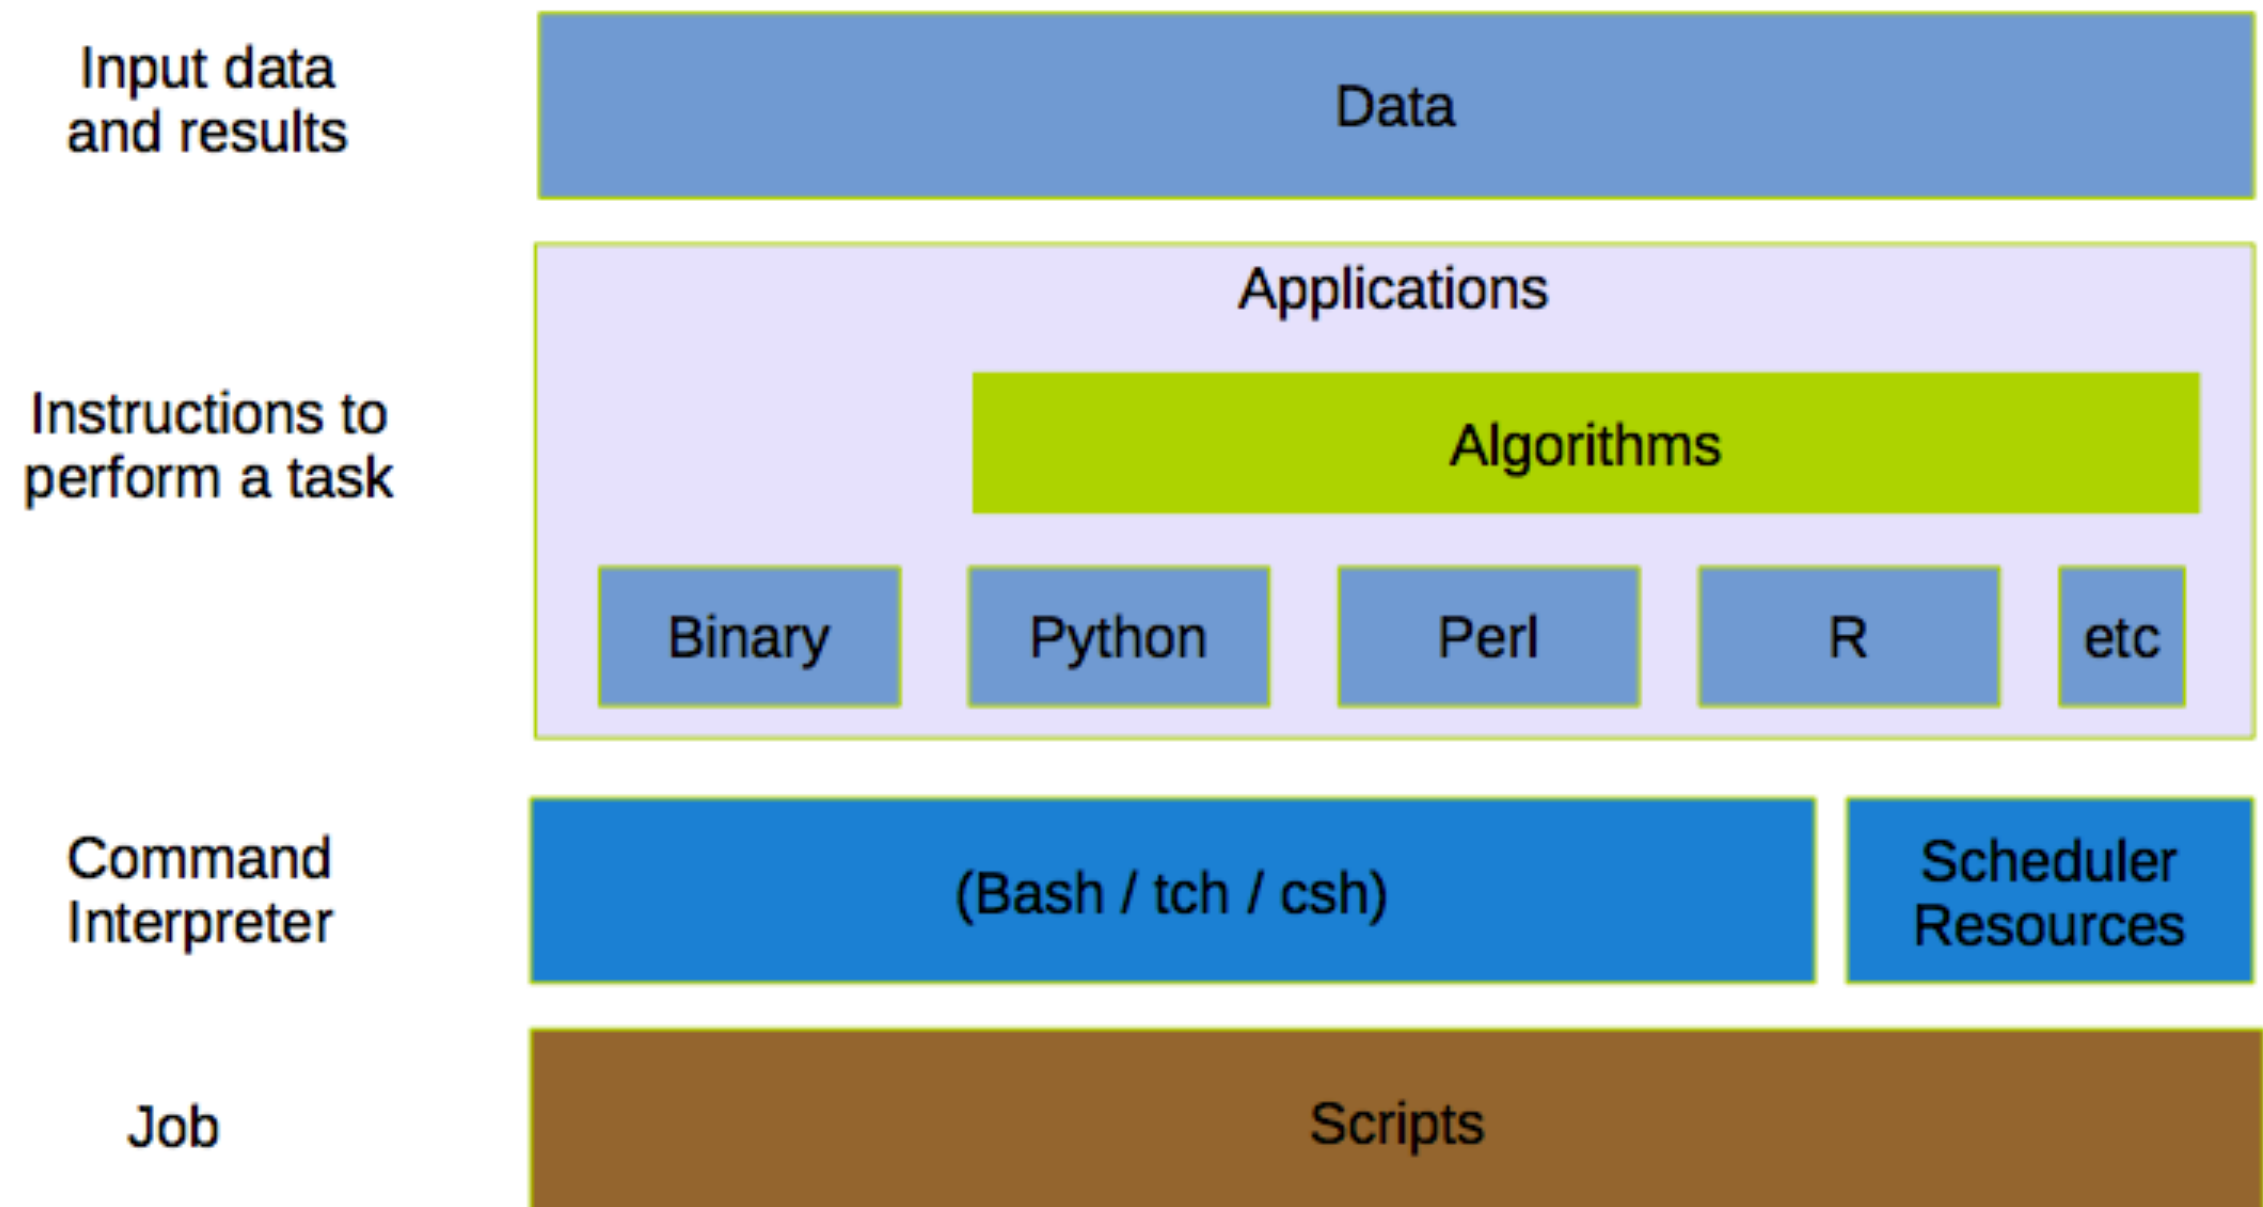 Input data
and results
Data
Applications
Instructions to
perform a task
Algorithms
Binary
Python
Perl
R
etc
Command
Interpreter
(Bash / tch / csh)
Scheduler
Resources
Job
Scripts